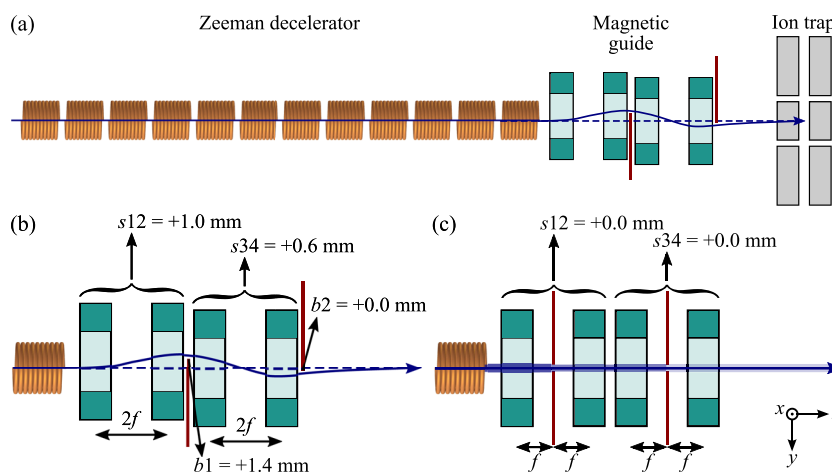 (a)
Zeeman decelerator
Magnetic
guide
Ion trap
(b)
s12 = +1.0 mm
s34 = +0.6 mm
b2 = +0.0 mm
2f
2f
b1 = +1.4 mm
(c)
s12 = +0.0 mm
s34 = +0.0 mm
f
f
f
f
x
y